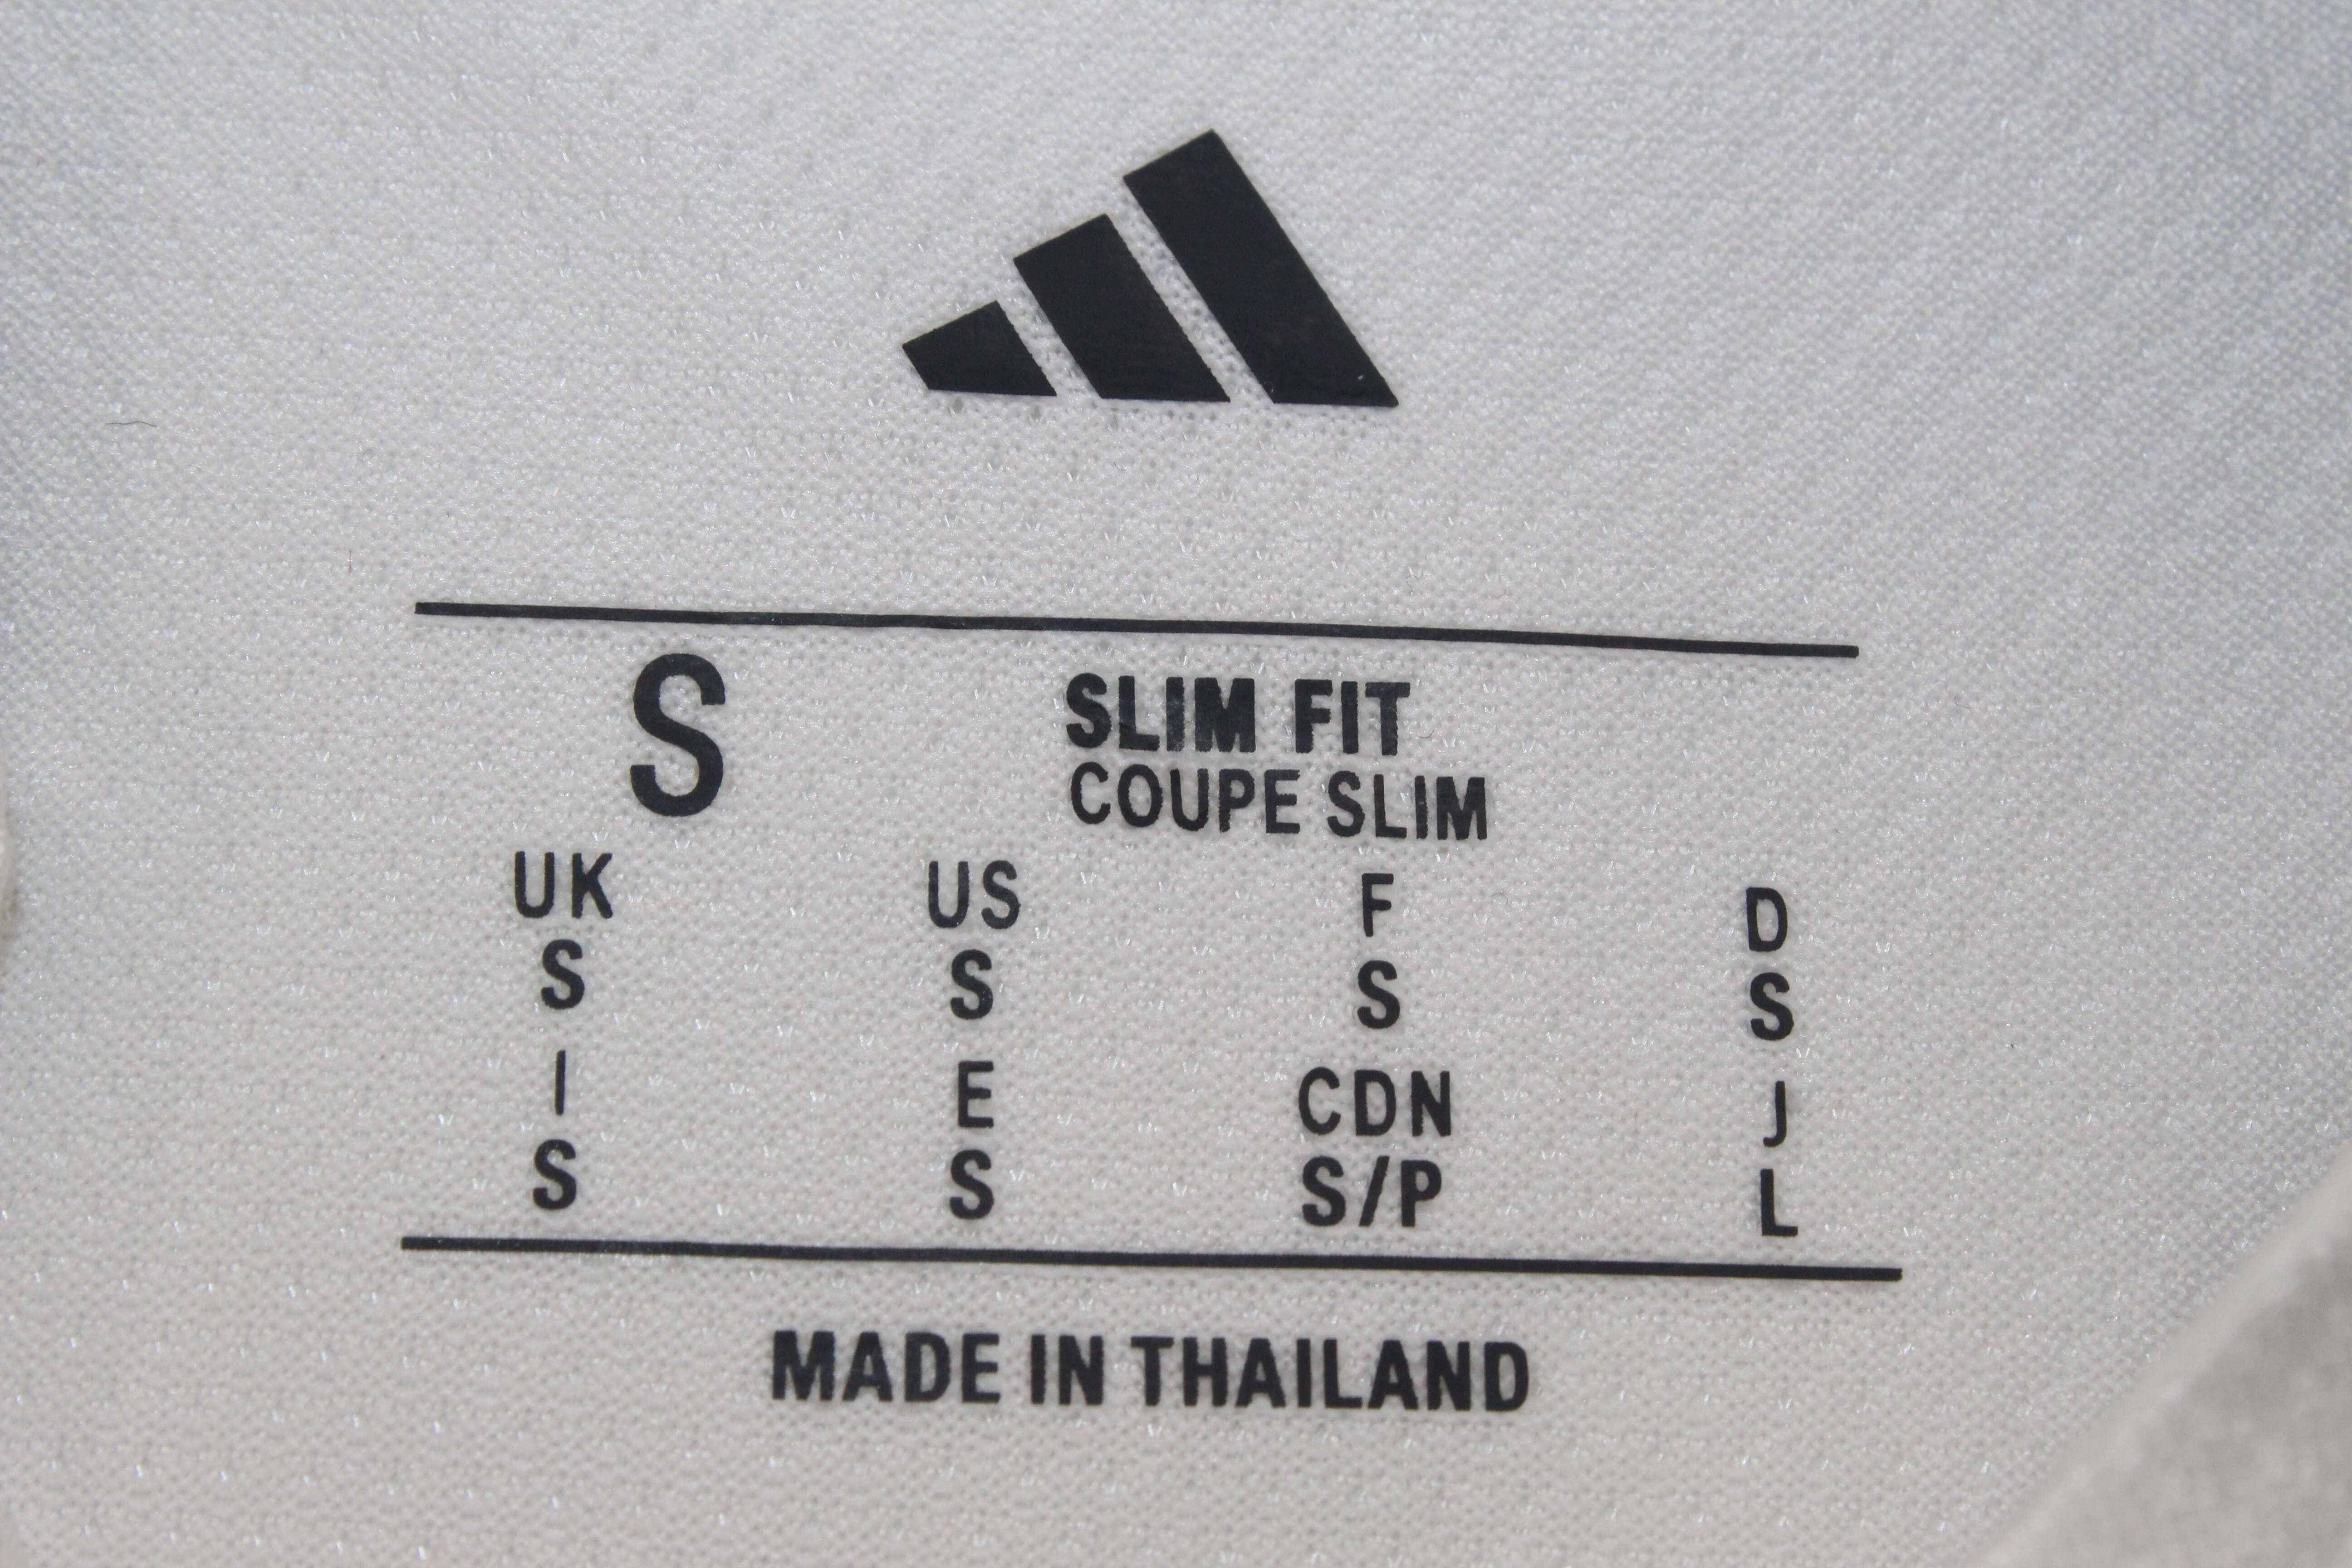 S SLIM FIT
COUPE SLIM
UK US F D
S S S S
I E CDN J
S S S/P L
MADE IN THAILAND